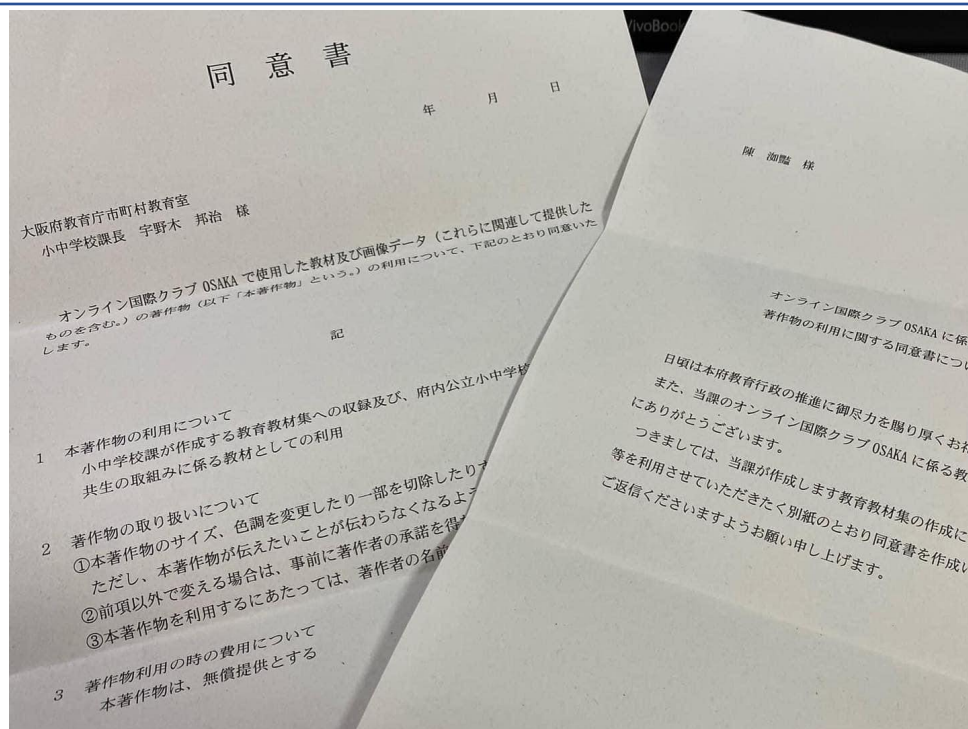 VivoBook
同意書
年 月 日
大阪府教育庁市町村教育室
小中学校課長 宇野木 邦治 様
オンライン国際クラブ OSAKA で使用した教材及び画像データ(これらに関連して提供した
ものを含む。)の著作物(以下「本著作物」という。)の利用について、下記のとおり同意いた
します。
記
1 本著作物の利用について
小中学校課が作成する教育教材集への収録及び、府内公立小中学校
共生の取組みに係る教材としての利用
2 著作物の取り扱いについて
①本著作物のサイズ、色調を変更したり一部を切除したりす
ただし、本著作物が伝えたいことが伝わらなくなるよう
②前項以外で変える場合は、事前に著作者の承諾を得
③本著作物を利用するにあたっては、著作者の名前
3 著作物利用の時の費用について
本著作物は、無償提供とする
陳 様
オンライン国際クラブ OSAKA に係
著作物の利用に関する同意書につい
日頃は本府教育行政の推進に御尽力を賜り厚くお礼
また、当課のオンライン国際クラブ OSAKA に係る教
にありがとうございます。
つきましては、当課が作成します教育教材集の作成に
等を利用させていただきたく別紙のとおり同意書を作成い
ご返信くださいますようお願い申し上げます。